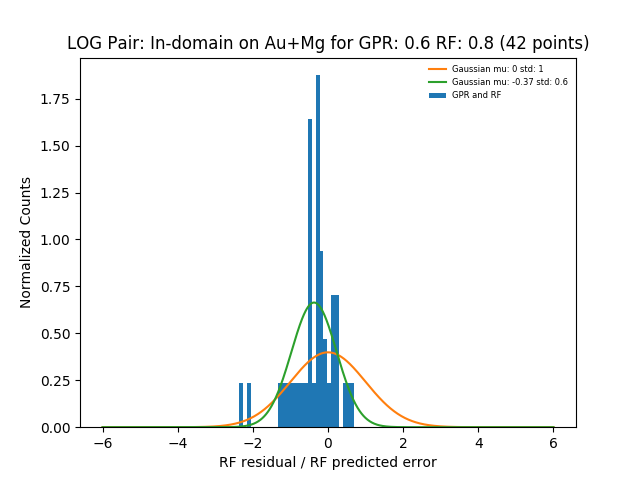 LOG Pair: In-domain on Au+Mg for GPR: 0.6 RF: 0.8 (42 points)
Gaussian mu: 0 std: 1
Gaussian mu: -0.37 std: 0.6
GPR and RF
Normalized Counts
1.75
1.50
1.25
1.00
0.75
0.50
0.25
0.00
−6 −4 −2 0 2 4 6
RF residual / RF predicted error